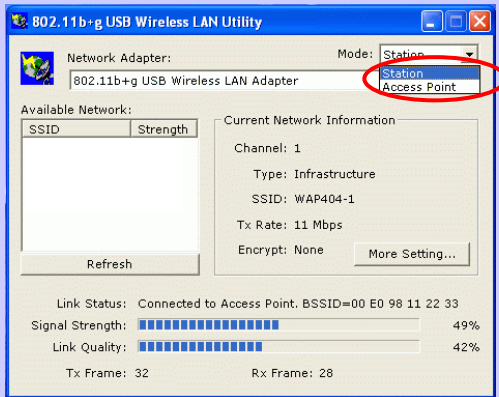 802.11b+g USB Wireless LAN Utility
Network Adapter:
Mode: Station
802.11b+g USB Wireless LAN Adapter
Station
Access Point
Available Network:
SSID Strength
Refresh
Current Network Information
Channel: 1
Type: Infrastructure
SSID: WAP404-1
Tx Rate: 11 Mbps
Encrypt: None
More Setting...
Link Status: Connected to Access Point. BSSID=00 E0 98 11 22 33
Signal Strength: 49%
Link Quality: 42%
Tx Frame: 32 Rx Frame: 28